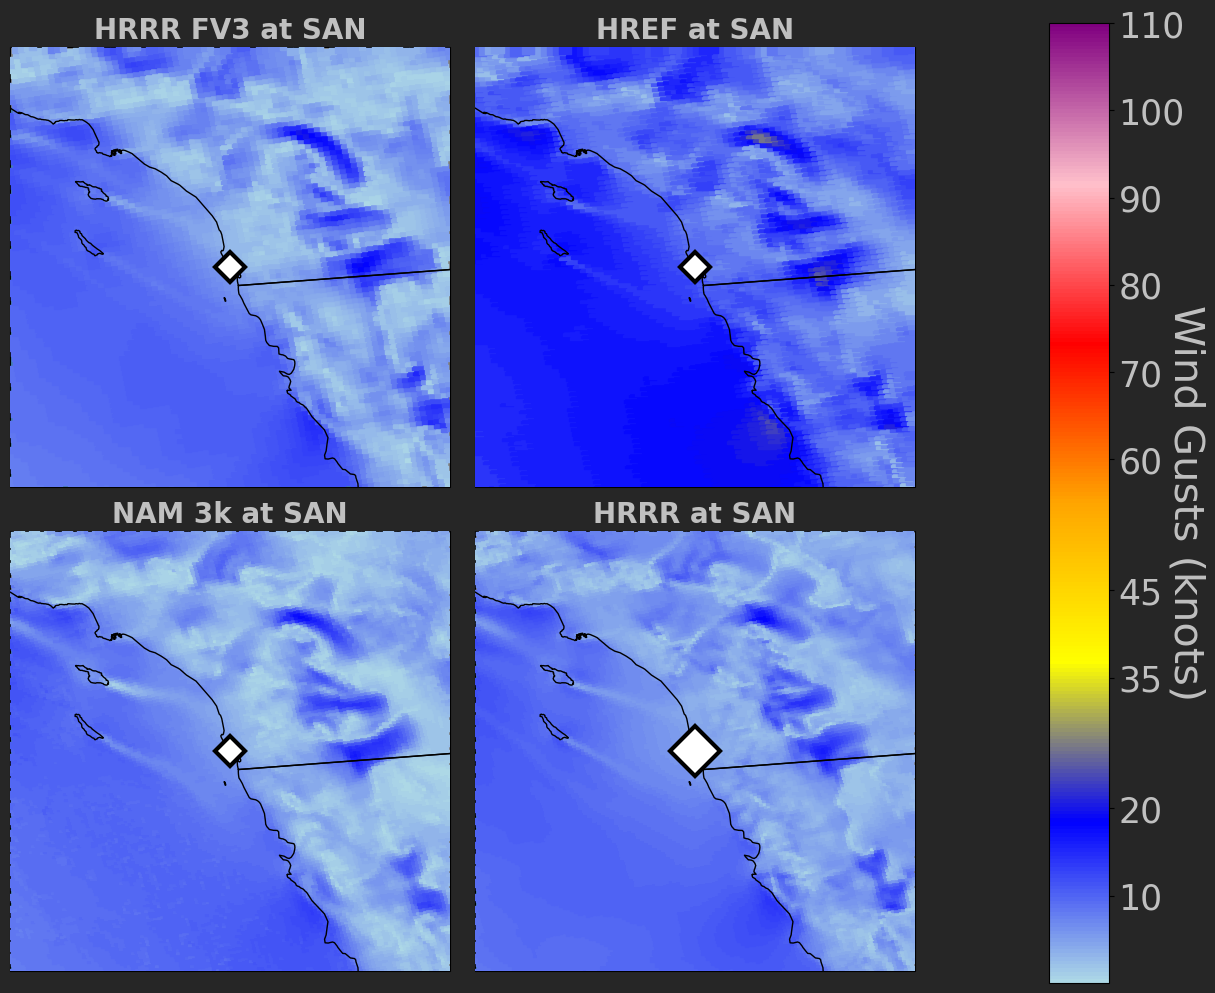 HRRR FV3 at SAN
HREF at SAN
NAM 3k at SAN
HRRR at SAN
110
100
90
80
70
60
45
35
20
10
Wind Gusts (knots)